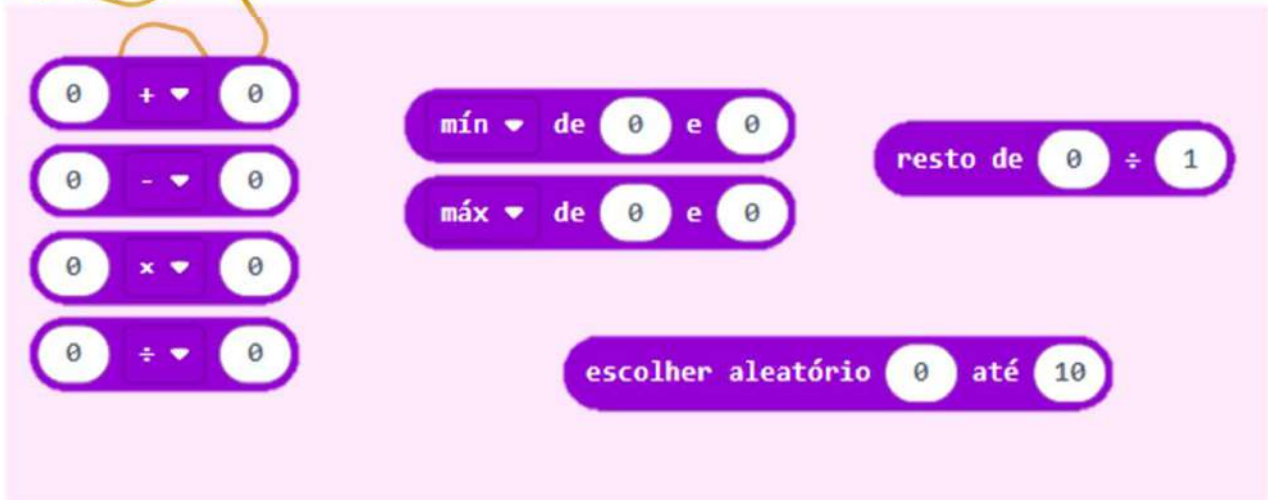 0 + 0
0 - 0
0 x 0
0 ÷ 0
mín de 0 e 0
máx de 0 e 0
resto de 0 ÷ 1
escolher aleatório 0 até 10